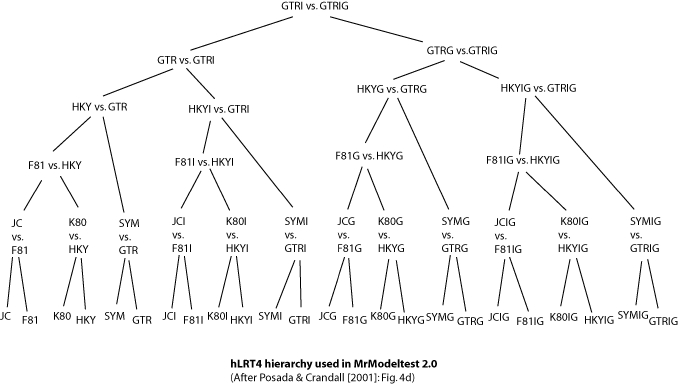 GTRI vs. GTRIG
GTR vs. GTRI
GTRG vs.GTRIG
HKY vs. GTR
HKYI vs. GTRI
HKYG vs. GTRG
HKYIG vs. GTRIG
F81 vs. HKY
F81I vs. HKYI
F81G vs. HKYG
F81IG vs.HKYIG
JC K80 SYM JCI K80I SYMI JCG K80G SYMG JCIG K80IG SYMIG
vs. vs. vs. vs. vs. vs. vs. vs. vs. vs. vs. vs.
F81 HKY GTR F81I HKYI GTRI F81G HKYG GTRG F81IG HKYIG GTRIG
JC F81 K80 HKY SYM GTR JCI F81I K80I HKYI SYMI GTRI JCG F81G K80G HKYG SYMG GTRG JCIG F81IG K80IG HKYIG SYMIG GTRIG
hLRT4 hierarchy used in MrModeltest 2.0
(After Posada & Crandall [2001]: Fig. 4d)